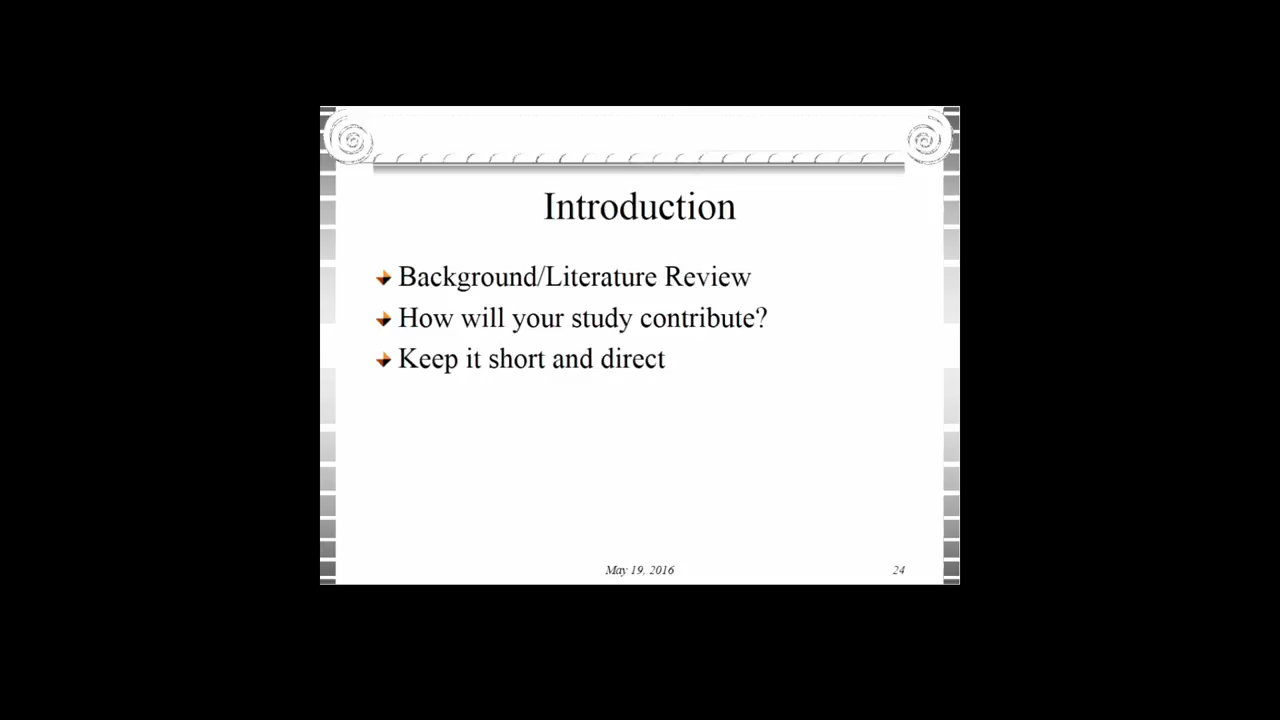 Introduction
Background/Literature Review
How will your study contribute?
Keep it short and direct
May 19, 2016
24